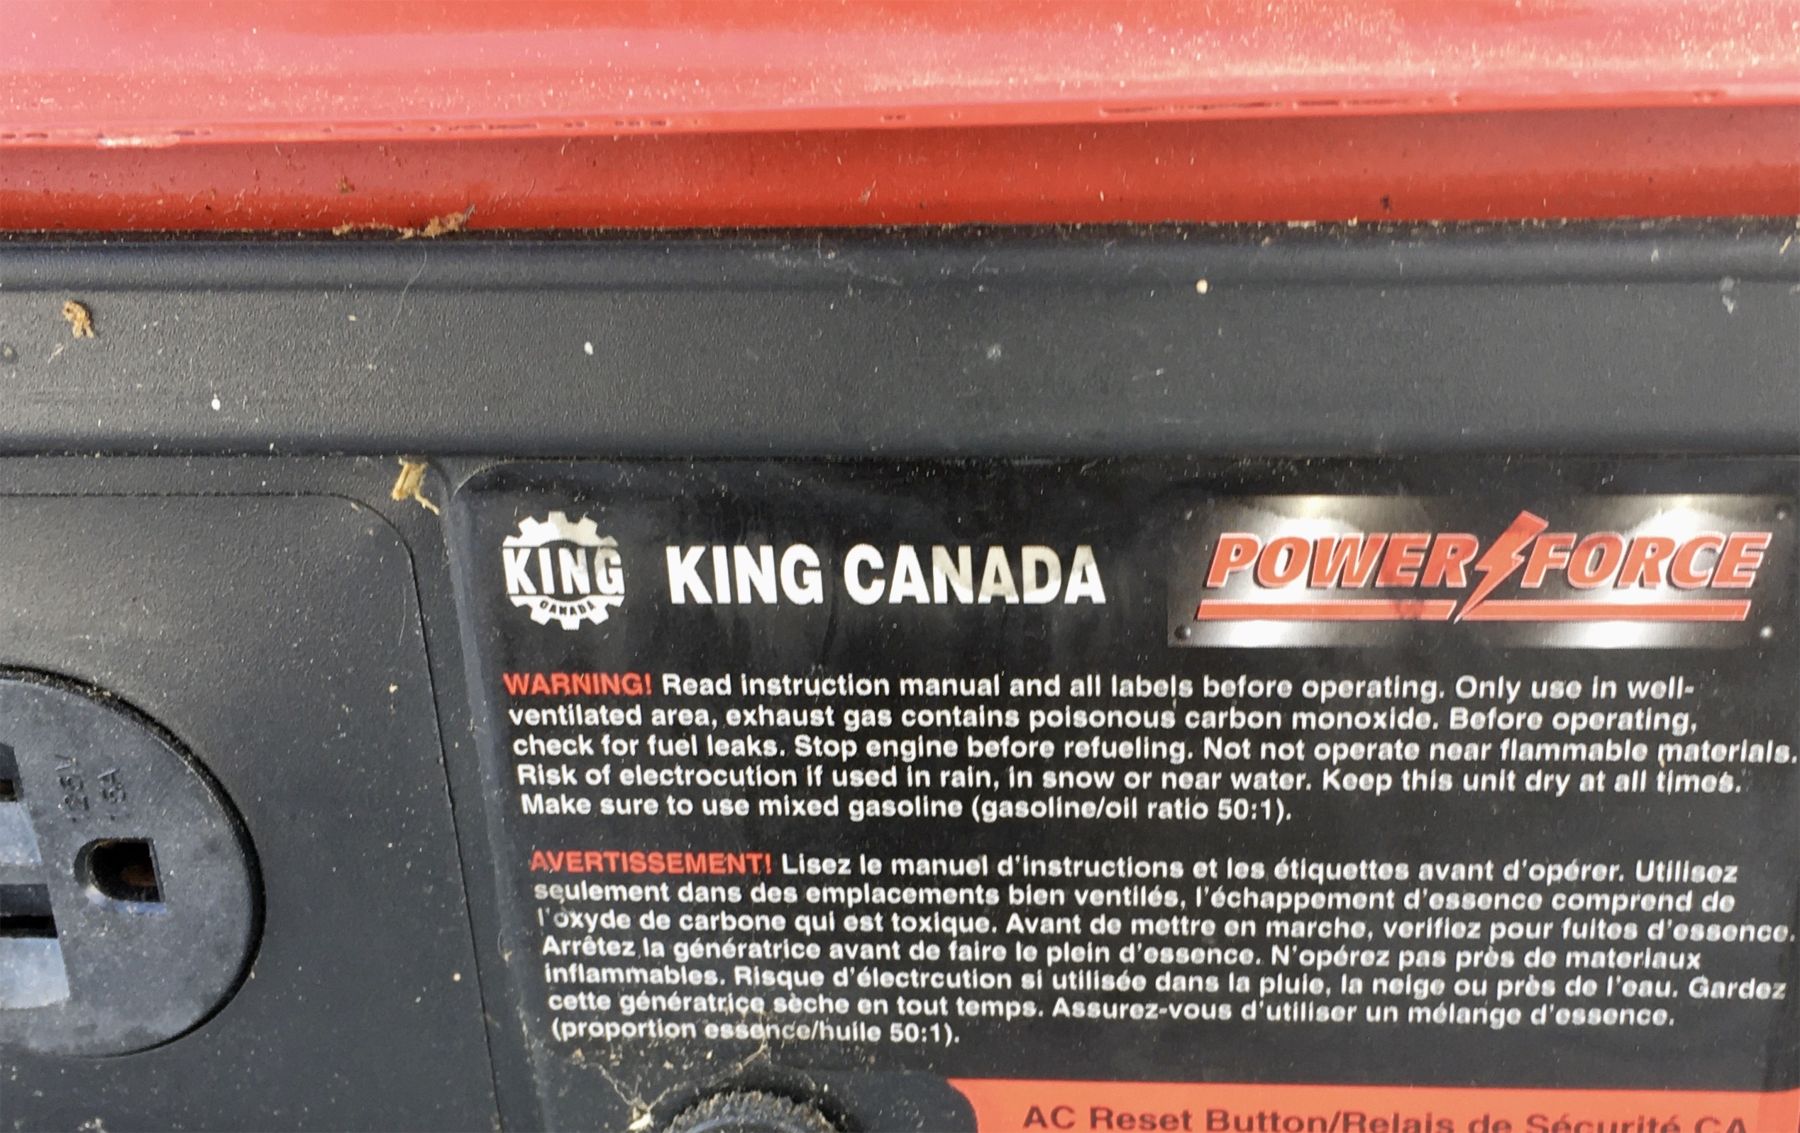 125V
15A
KING
CANADA
KING CANADA
POWER FORCE
WARNING! Read instruction manual and all labels before operating. Only use in well-
ventilated area, exhaust gas contains poisonous carbon monoxide. Before operating,
check for fuel leaks. Stop engine before refueling. Not not operate near flammable materials.
Risk of electrocution if used in rain, in snow or near water. Keep this unit dry at all times.
Make sure to use mixed gasoline (gasoline/oil ratio 50:1).
AVERTISSEMENT! Lisez le manuel d'instructions et les étiquettes avant d'opérer. Utilisez
seulement dans des emplacements bien ventilés, l'échappement d'essence comprend de
l'oxyde de carbone qui est toxique. Avant de mettre en marche, verifiez pour fuites d'essence.
Arrêtez la génératrice avant de faire le plein d'essence. N'opérez pas près de materiaux
inflammables. Risque d'électrcution si utilisée dans la pluie, la neige ou près de l'eau. Gardez
cette génératrice sèche en tout temps. Assurez-vous d'utiliser un mélange d'essence.
(proportion essence/huile 50:1).
AC Reset Button/Relais de Sécurité CA